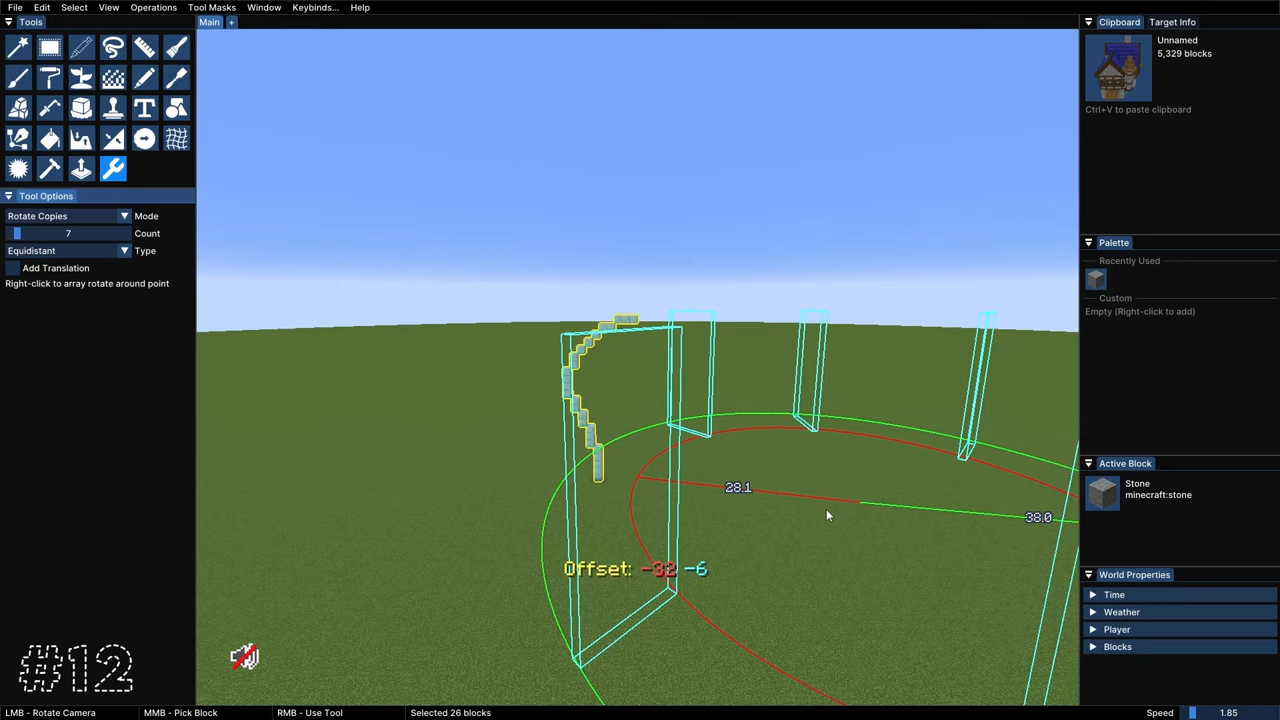 File Edit Select View Operations Tool Masks Window Keybinds... Help
Tools
Main +
Clipboard Target Info
Unnamed
5,329 blocks
Ctrl+V to paste clipboard
Tool Options
Rotate Copies Mode
7 Count
Equidistant Type
Add Translation
Right-click to array rotate around point
Palette
Recently Used
Custom
Empty (Right-click to add)
Active Block
Stone
minecraft:stone
28.1
38.0
Offset: -32 -6
World Properties
Time
Weather
Player
Blocks
#12
LMB - Rotate Camera MMB - Pick Block RMB - Use Tool Selected 26 blocks Speed 1.85